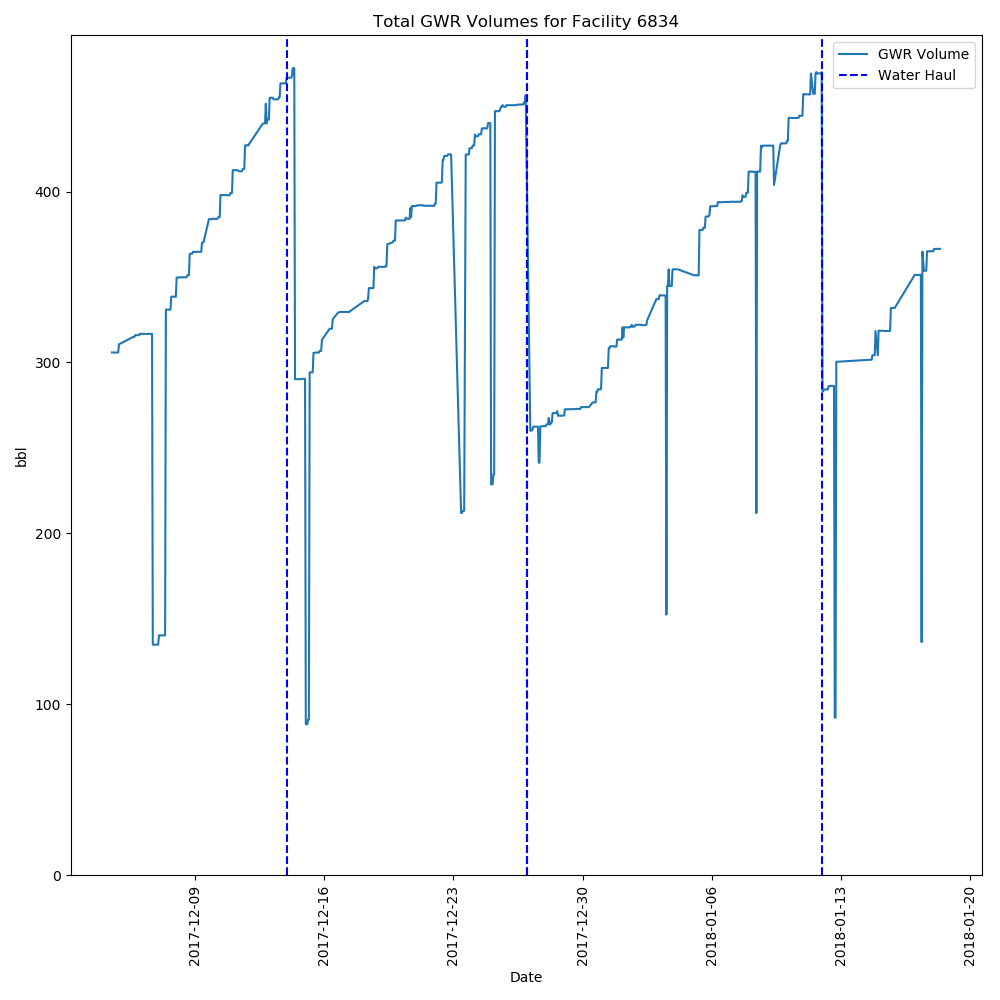 Total GWR Volumes for Facility 6834
GWR Volume
Water Haul
bbl
400
300
200
100
0
2017-12-09
2017-12-16
2017-12-23
2017-12-30
2018-01-06
2018-01-13
2018-01-20
Date